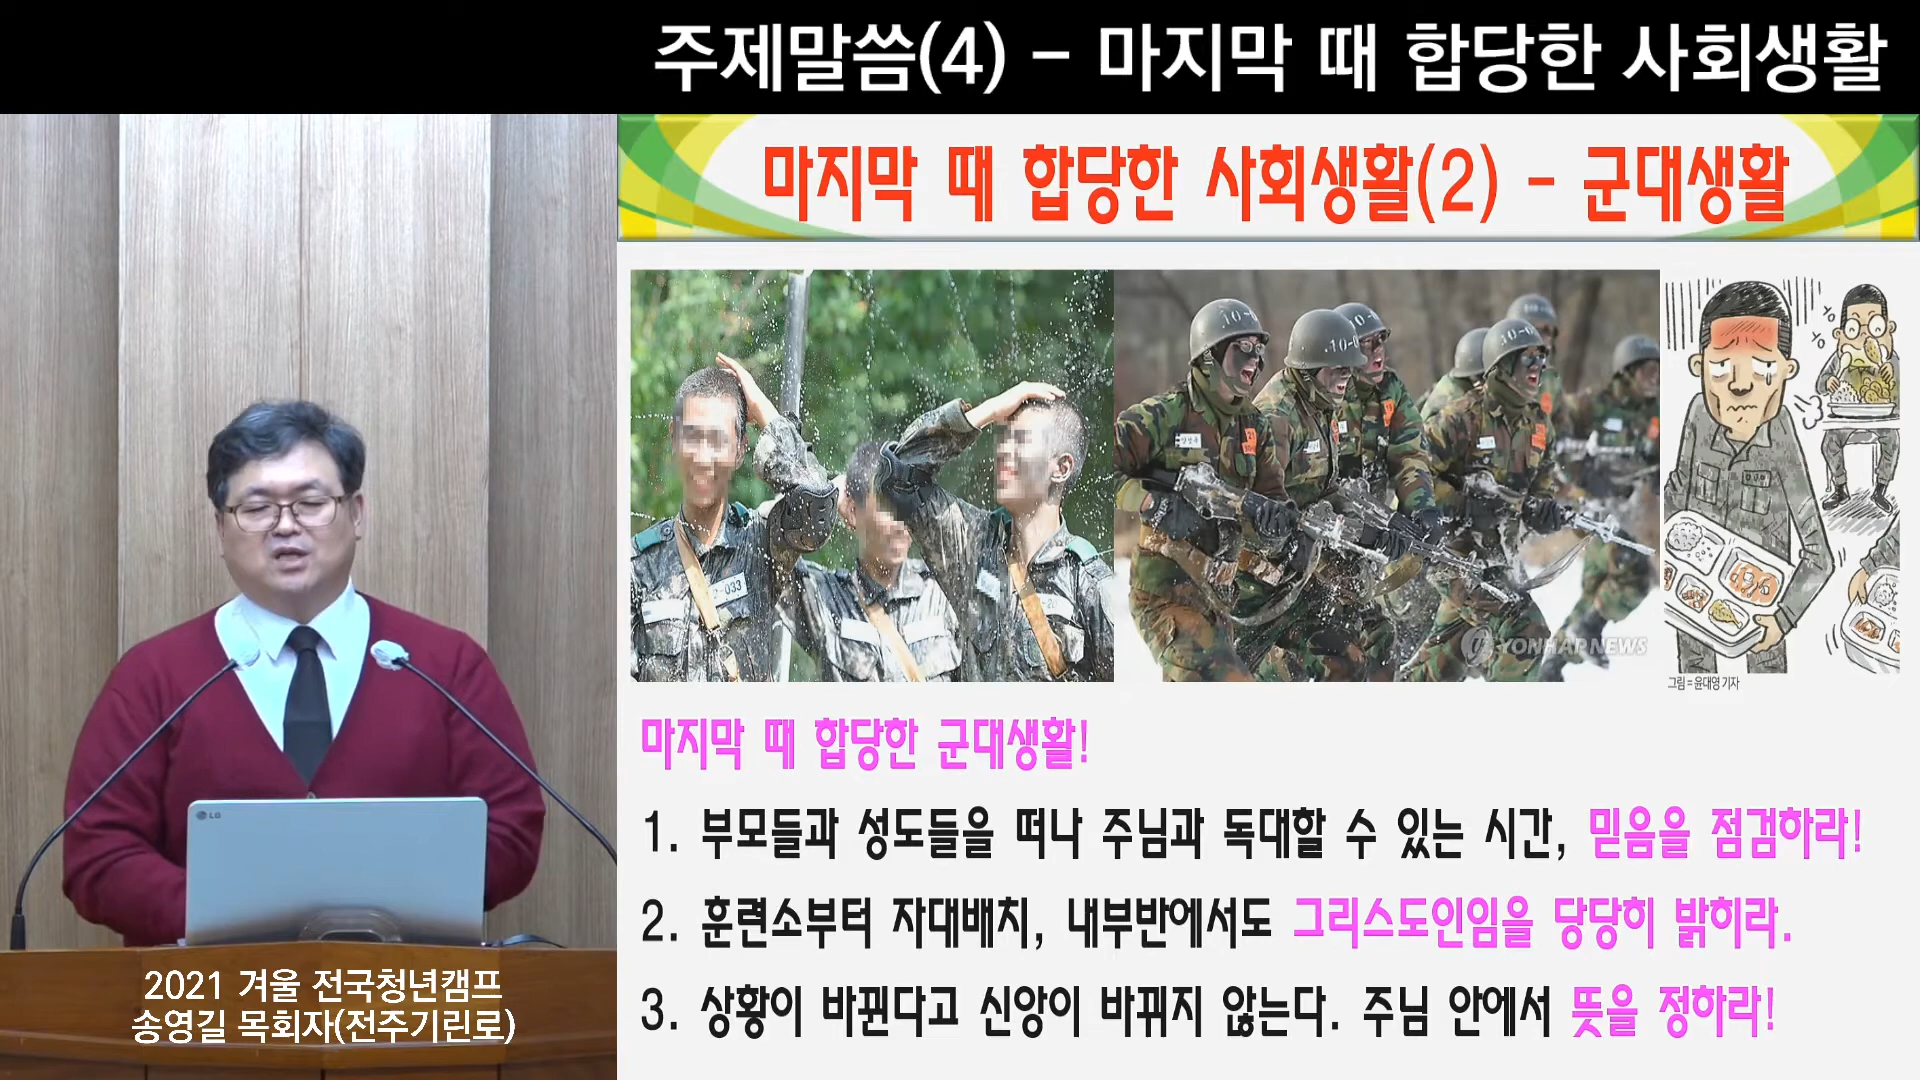 주제말씀(4) - 마지막 때 합당한 사회생활
마지막 때 합당한 사회생활(2) - 군대생활
YONHAP NEWS
그림=윤대영 기자
마지막 때 합당한 군대생활!
1. 부모들과 성도들을 떠나 주님과 독대할 수 있는 시간, 믿음을 점검하라!
2. 훈련소부터 자대배치, 내부반에서도 그리스도인임을 당당히 밝히라.
3. 상황이 바뀐다고 신앙이 바뀌지 않는다. 주님 안에서 뜻을 정하라!
LG
2021 겨울 전국청년캠프
송영길 목회자(전주기린로)